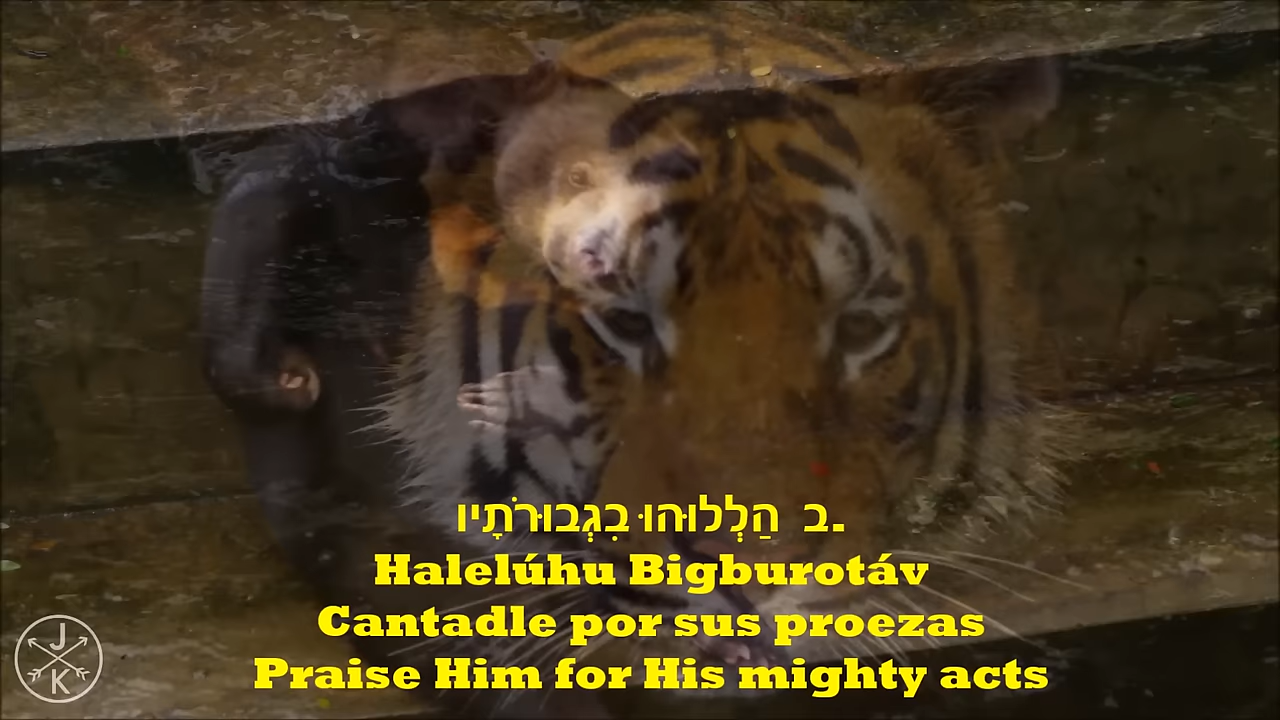 ב הַלְלוּהוּ בִגְבוּרֹתָיו.
Halelúhu Bigburotáv
Cantadle por sus proezas
Praise Him for His mighty acts
J
K